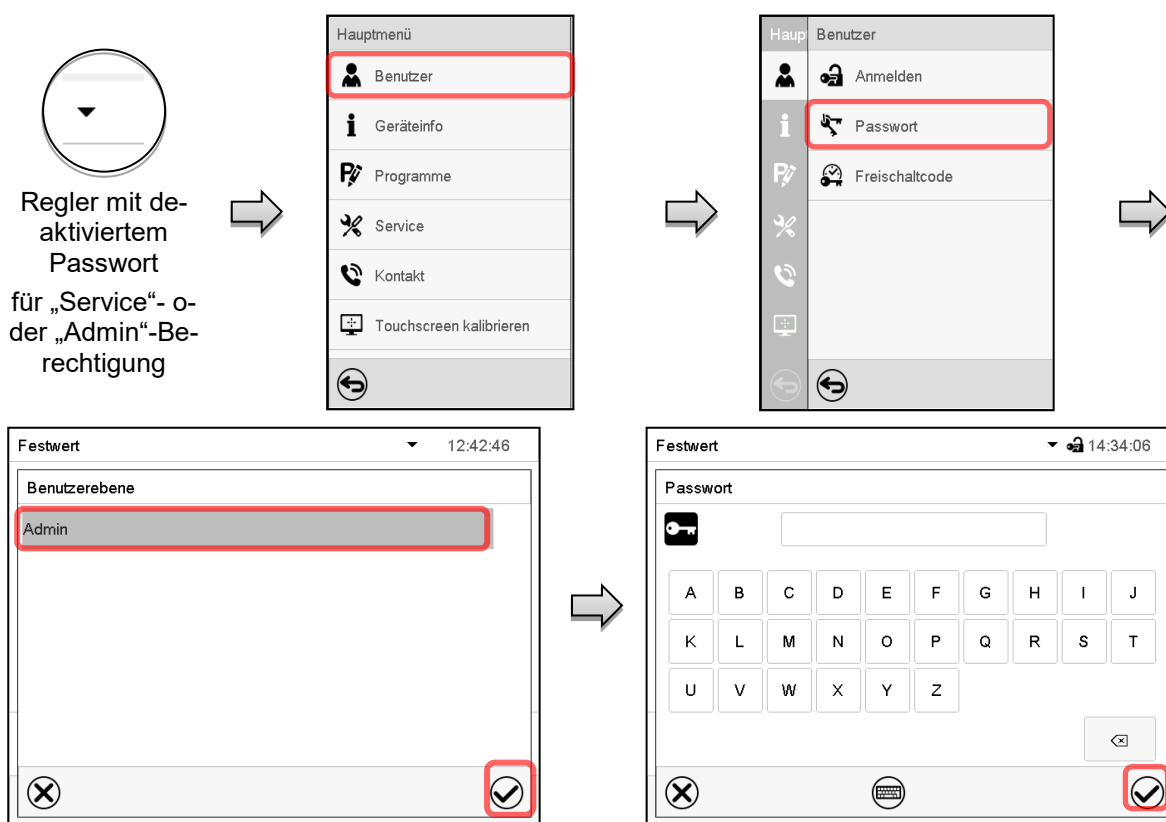 Regler mit de-
aktiviertem
Passwort
für „Service“- o-
der „Admin“-Be-
rechtigung
Hauptmenü
Benutzer
Geräteinfo
Programme
Service
Kontakt
Touchscreen kalibrieren
Haup
Benutzer
Anmelden
Passwort
Freischaltcode
Festwert 12:42:46
Benutzerebene
Admin
Festwert 14:34:06
Passwort
A B C D E F G H I J
K L M N O P Q R S T
U V W X Y Z